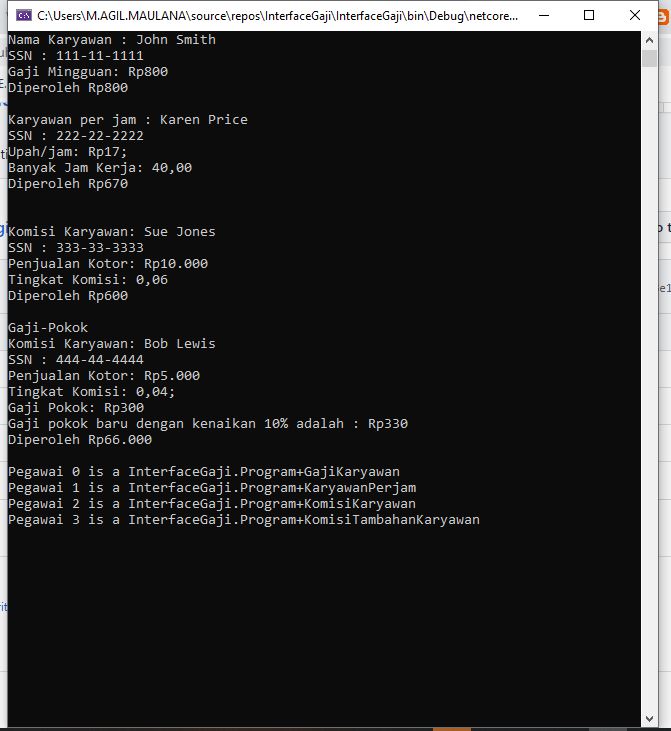 C:\Users\M.AGIL.MAULANA\source\repos\InterfaceGaji\InterfaceGaji\bin\Debug\netcore...
Nama Karyawan : John Smith
SSN : 111-11-1111
Gaji Mingguan: Rp800
Diperoleh Rp800
Karyawan per jam : Karen Price
SSN : 222-22-2222
Upah/jam: Rp17;
Banyak Jam Kerja: 40,00
Diperoleh Rp670
Komisi Karyawan: Sue Jones
SSN : 333-33-3333
Penjualan Kotor: Rp10.000
Tingkat Komisi: 0,06
Diperoleh Rp600
Gaji-Pokok
Komisi Karyawan: Bob Lewis
SSN : 444-44-4444
Penjualan Kotor: Rp5.000
Tingkat Komisi: 0,04;
Gaji Pokok: Rp300
Gaji pokok baru dengan kenaikan 10% adalah : Rp330
Diperoleh Rp66.000
Pegawai 0 is a InterfaceGaji.Program+GajiKaryawan
Pegawai 1 is a InterfaceGaji.Program+KaryawanPerjam
Pegawai 2 is a InterfaceGaji.Program+KomisiKaryawan
Pegawai 3 is a InterfaceGaji.Program+KomisiTambahanKaryawan